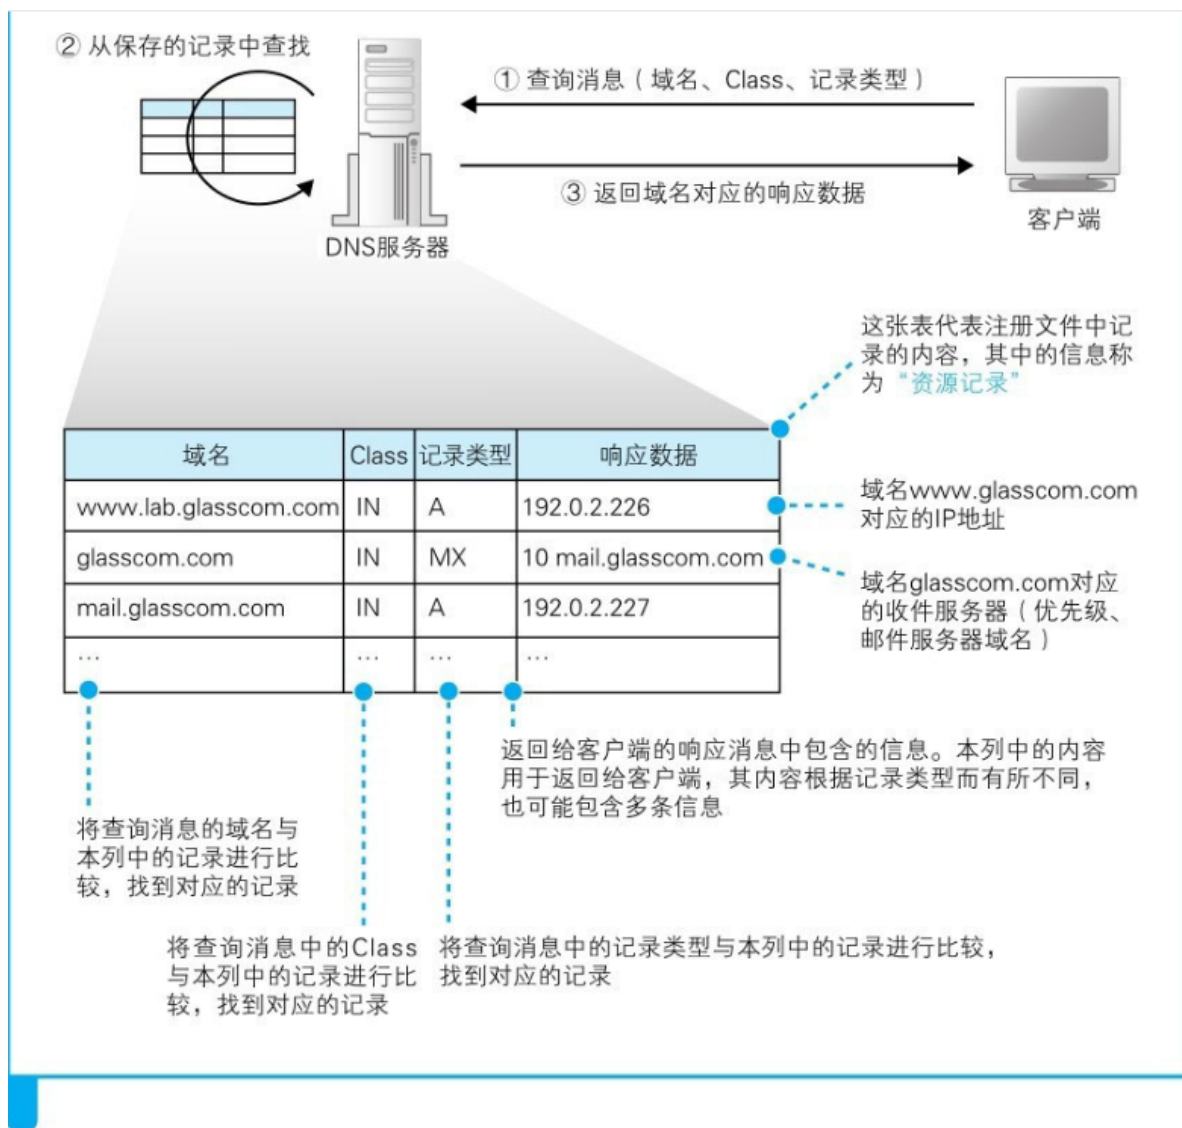 ② 从保存的记录中查找
① 查询消息（域名、Class、记录类型）
③ 返回域名对应的响应数据
DNS服务器
客户端
这张表代表注册文件中记
录的内容，其中的信息称
为“资源记录”
域名 Class 记录类型 响应数据
www.lab.glasscom.com IN A 192.0.2.226
glasscom.com IN MX 10 mail.glasscom.com
mail.glasscom.com IN A 192.0.2.227
… … … …
域名www.glasscom.com
对应的IP地址
域名glasscom.com对应
的收件服务器（优先级、
邮件服务器域名）
返回给客户端的响应消息中包含的信息。本列中的内容
用于返回给客户端，其内容根据记录类型而有所不同，
也可能包含多条信息
将查询消息的域名与
本列中的记录进行比
较，找到对应的记录
将查询消息中的Class
与本列中的记录进行比
较，找到对应的记录
将查询消息中的记录类型与本列中的记录进行比较，
找到对应的记录